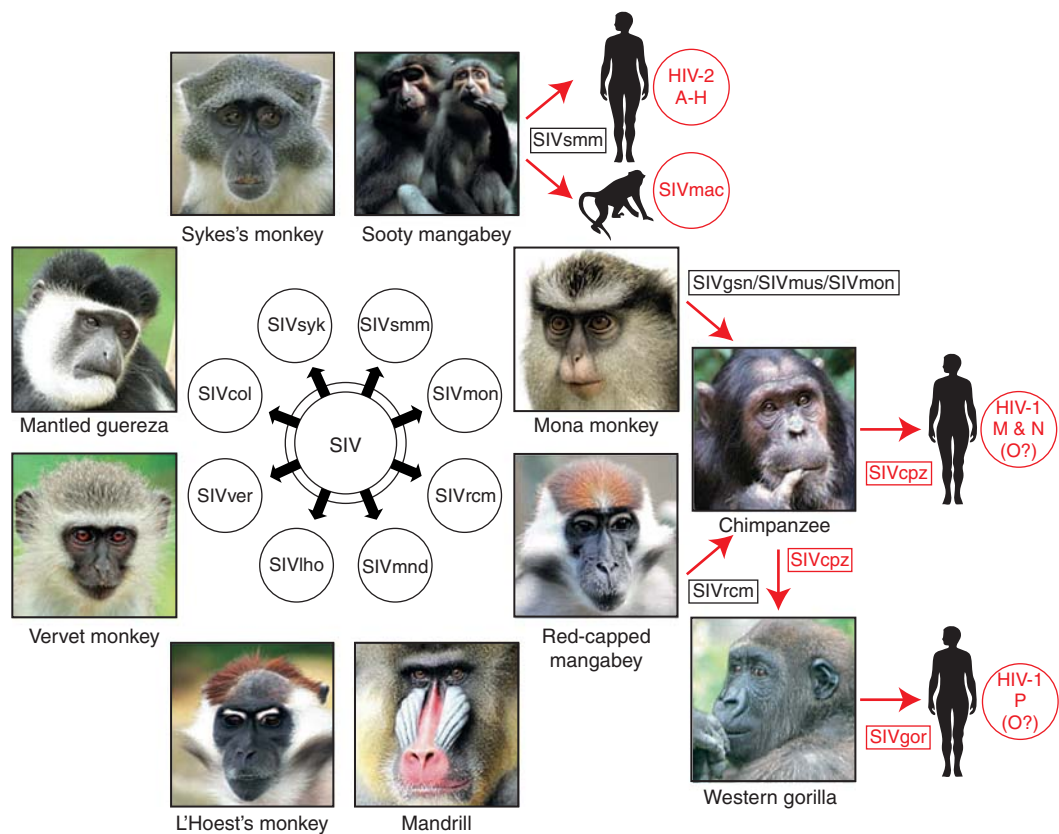 HIV-2
A-H
SIVsmm
SIVmac
Sykes's monkey
Sooty mangabey
SIVgsn/SIVmus/SIVmon
SIVsyk
SIVsmm
SIVcol
SIVmon
Mantled guereza
Mona monkey
SIV
HIV-1
M & N
(O?)
SIVcpz
SIVver
SIVrcm
Chimpanzee
SIVlho
SIVmnd
SIVcpz
SIVrcm
Vervet monkey
Red-capped
mangabey
HIV-1
P
(O?)
SIVgor
L'Hoest's monkey
Mandrill
Western gorilla